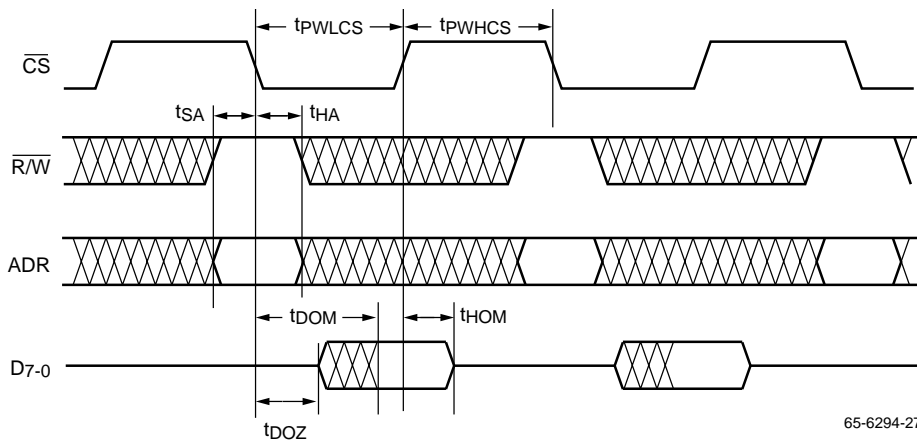 tPWLCS tPWHCS
CS
tSA tHA
R/W
ADR
tDOM tHOM
D7-0
tDOZ
65-6294-27